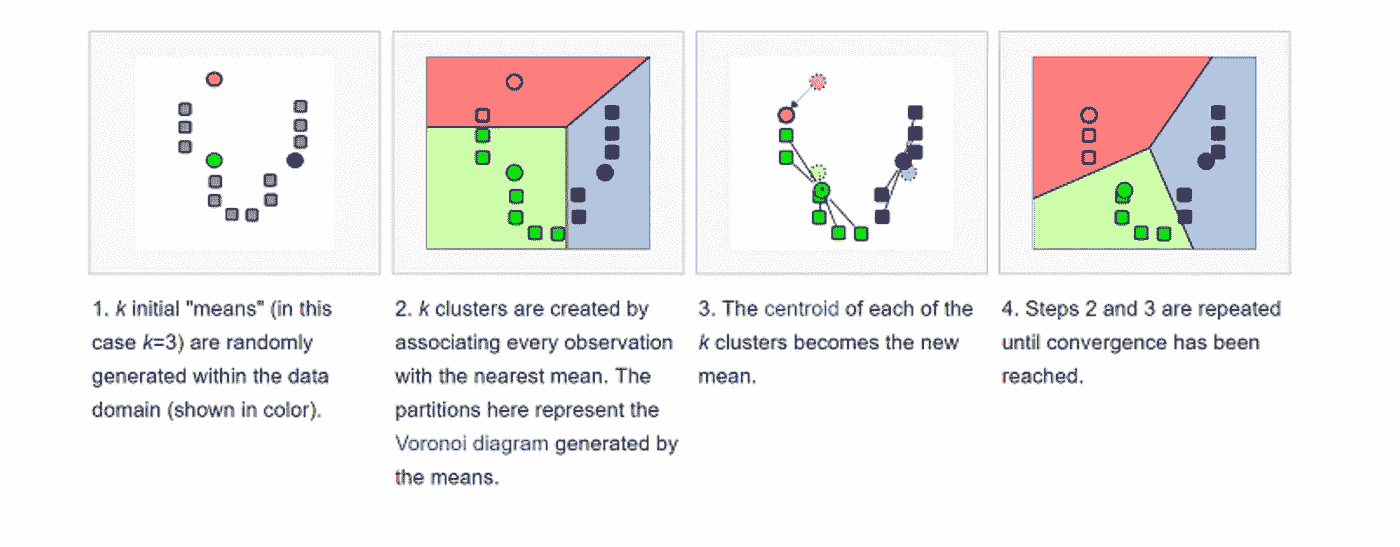 1. k initial "means" (in this
case k=3) are randomly
generated within the data
domain (shown in color).
2. k clusters are created by
associating every observation
with the nearest mean. The
partitions here represent the
Voronoi diagram generated by
the means.
3. The centroid of each of the
k clusters becomes the new
mean.
4. Steps 2 and 3 are repeated
until convergence has been
reached.